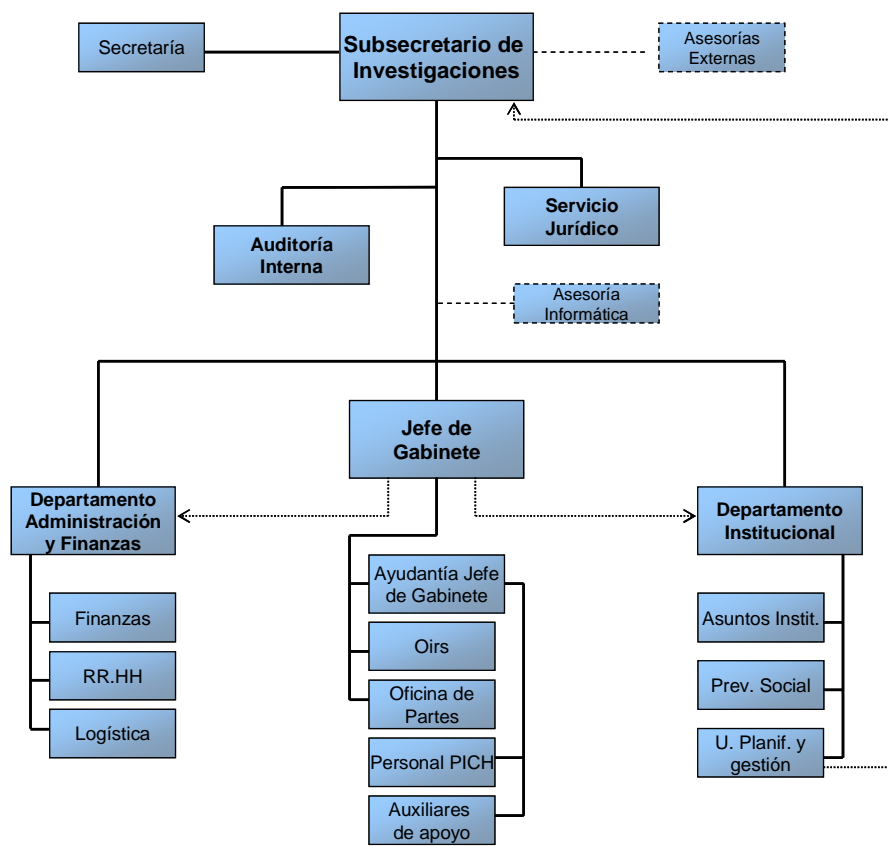 Secretaría
Subsecretario de
Investigaciones
Asesorías
Externas
Servicio
Jurídico
Auditoría
Interna
Asesoría
Informática
Jefe de
Gabinete
Departamento
Administración
y Finanzas
Departamento
Institucional
Finanzas
RR.HH
Logística
Ayudantía Jefe
de Gabinete
Oirs
Oficina de
Partes
Personal PICH
Auxiliares
de apoyo
Asuntos Instit.
Prev. Social
U. Planif. y
gestión